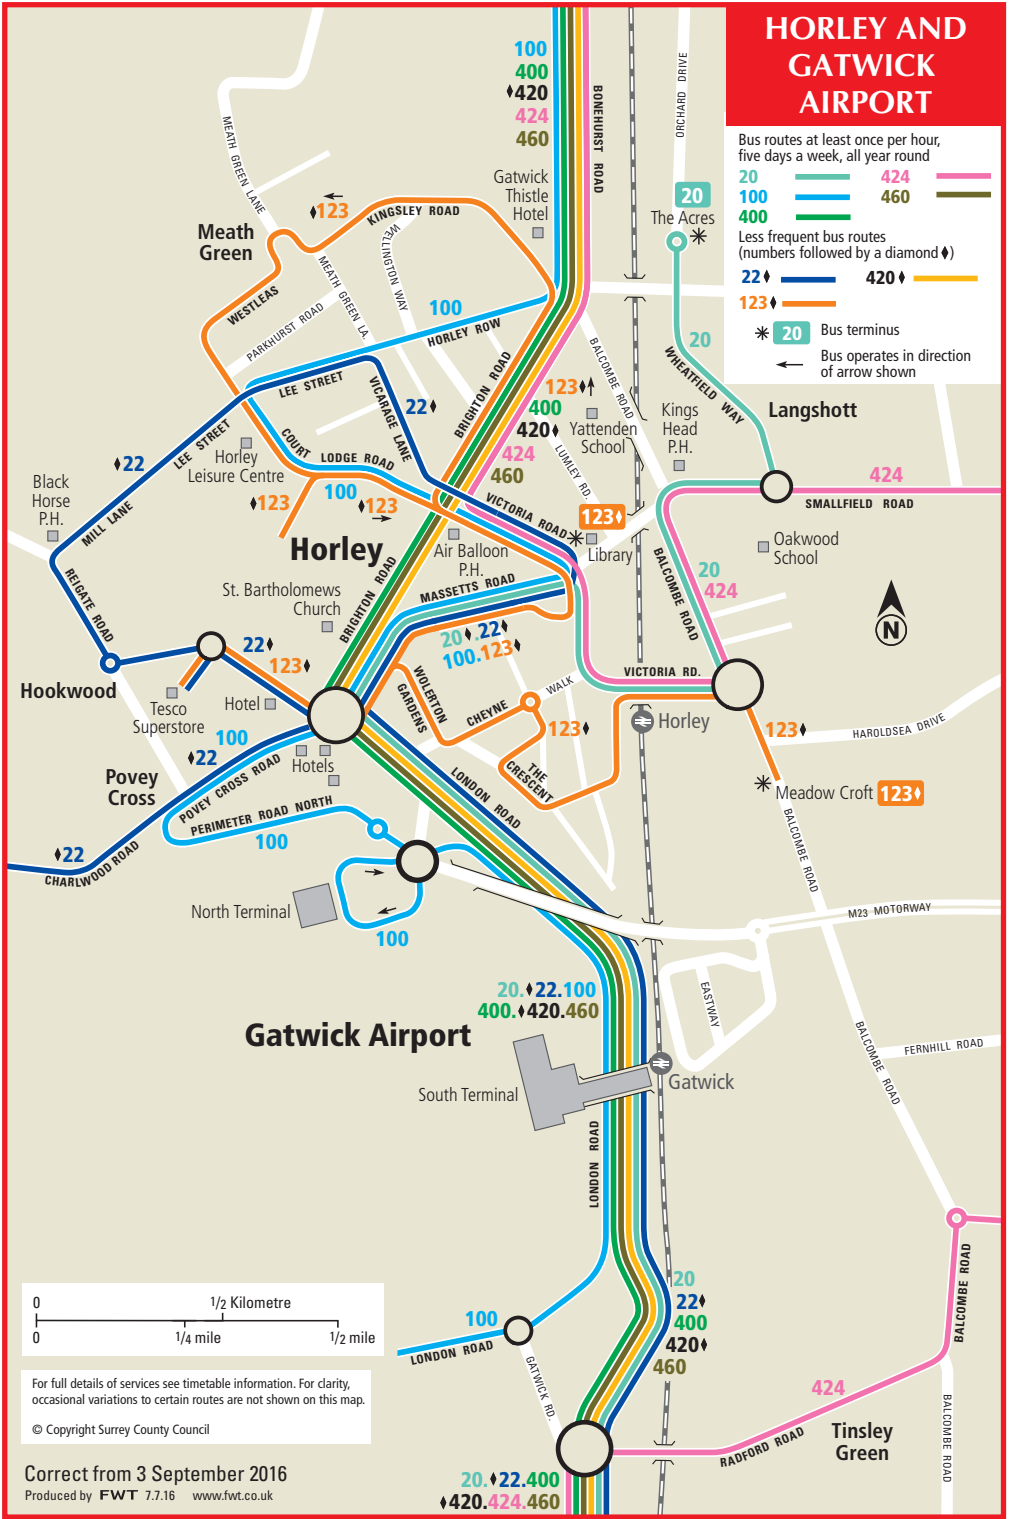 HORLEY AND
GATWICK
AIRPORT
Bus routes at least once per hour,
five days a week, all year round
20
424
100
460
400
Less frequent bus routes
(numbers followed by a diamond♦)
22♦
420♦
123♦
20
Bus terminus
Bus operates in direction
of arrow shown
100
400
♦420
424
460
BONEHURST ROAD
ORCHARD DRIVE
MEATH GREEN LANE
Gatwick
Thistle
Hotel
20
The Acres
♦123
KINGSLEY ROAD
Meath
Green
WELLINGTON WAY
MEATH GREEN LA.
WESTLEAS
PARKHURST ROAD
100
HORLEY ROW
20
WHEATFIELD WAY
BALCOMBE ROAD
BRIGHTON ROAD
LEE STREET
VICARAGE LANE
22♦
123♦
400
420♦
424
460
Yattenden
School
Kings
Head
P.H.
Langshott
LEE STREET
♦22
COURT LODGE ROAD
Horley
Leisure Centre
100
♦123
♦123
LUMLEY RD.
424
SMALLFIELD ROAD
Black
Horse
P.H.
MILL LANE
VICTORIA ROAD
123♦
Library
Horley
Air Balloon
P.H.
Oakwood
School
REIGATE ROAD
St. Bartholomews
Church
BRIGHTON ROAD
MASSETTS ROAD
20.♦22.♦
100.123♦
BALCOMBE ROAD
20
424
N
22♦
123♦
Hookwood
Tesco
Superstore
Hotel
WOLERTON
GARDENS
CHEYNE
WALK
VICTORIA RD.
123♦
Horley
123♦
HAROLDSEA DRIVE
100
♦22
Hotels
Povey
Cross
POVEY CROSS ROAD
THE
CRESCENT
LONDON ROAD
Meadow Croft
123♦
PERIMETER ROAD NORTH
100
♦22
CHARLWOOD ROAD
BALCOMBE ROAD
North Terminal
100
M23 MOTORWAY
20.♦22.100
400.♦420.460
EASTWAY
Gatwick Airport
South Terminal
Gatwick
BALCOMBE ROAD
FERNHILL ROAD
LONDON ROAD
BALCOMBE ROAD
20
22♦
400
420♦
460
0
1/2 Kilometre
0
1/4 mile
1/2 mile
100
LONDON ROAD
GATWICK RD.
424
RADFORD ROAD
Tinsley
Green
BALCOMBE ROAD
For full details of services see timetable information. For clarity,
occasional variations to certain routes are not shown on this map.
© Copyright Surrey County Council
Correct from 3 September 2016
Produced by FWT 7.7.16 www.fwt.co.uk
20.♦22.400
♦420.424.460